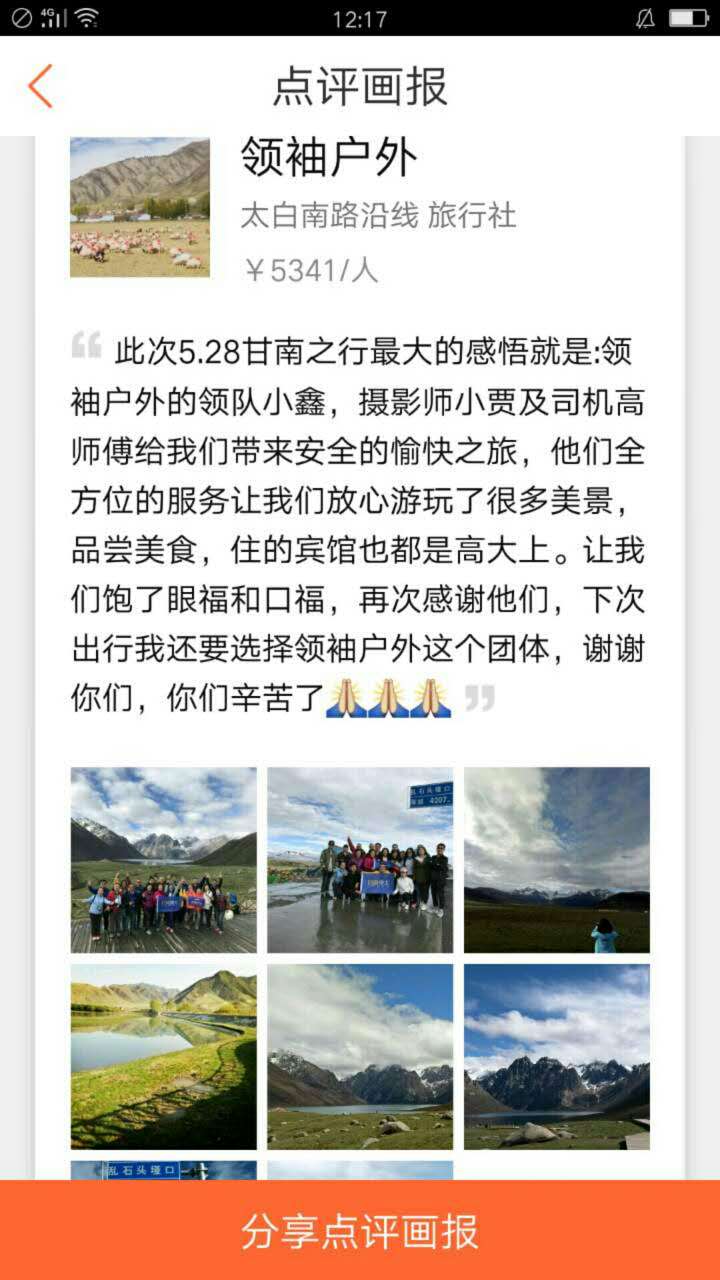 4G
12:17
点评画报
领袖户外
太白南路沿线 旅行社
￥5341/人
“ 此次5.28甘南之行最大的感悟就是:领
袖户外的领队小鑫，摄影师小贾及司机高
师傅给我们带来安全的愉快之旅，他们全
方位的服务让我们放心游玩了很多美景，
品尝美食，住的宾馆也都是高大上。让我
们饱了眼福和口福，再次感谢他们，下次
出行我还要选择领袖户外这个团体，谢谢
你们，你们辛苦了🙏🙏🙏 ”
乱石头垭口
4207
乱石头垭口
分享点评画报